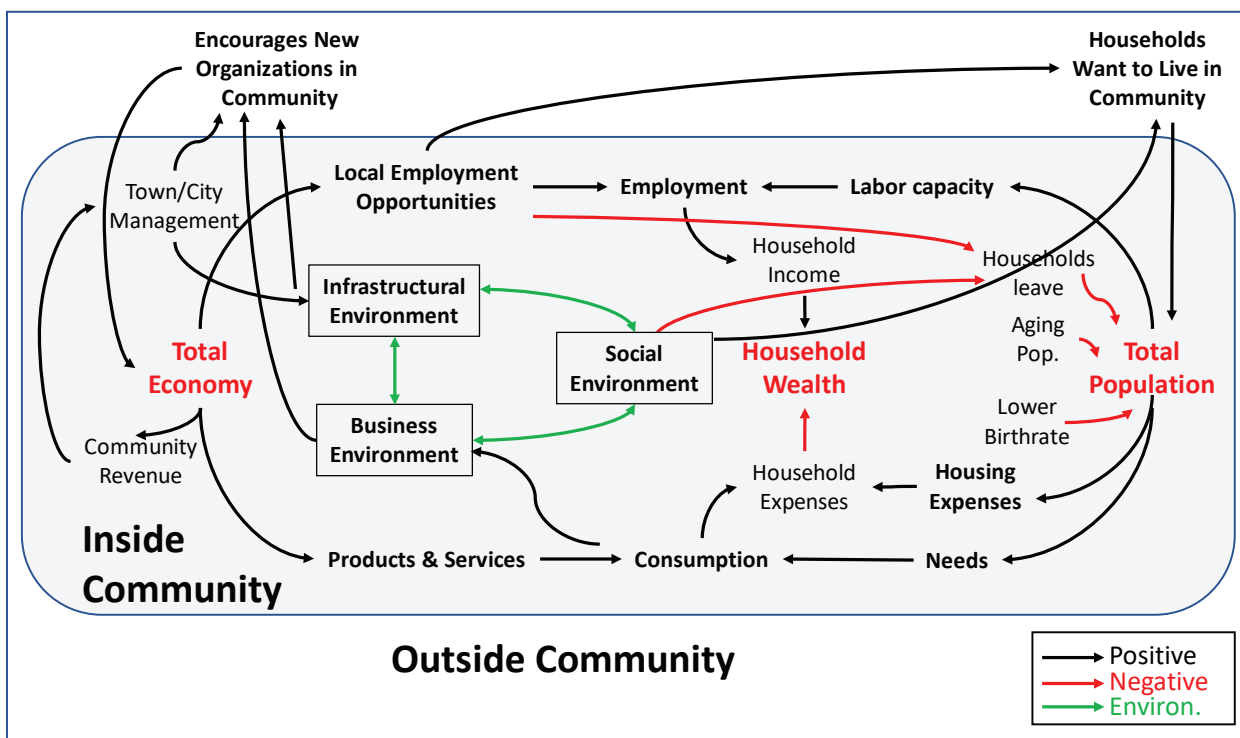 Encourages New
Organizations in
Community
Households
Want to Live in
Community
Town/City
Management
Local Employment
Opportunities
Employment
Labor capacity
Household
Income
Households
leave
Infrastructural
Environment
Aging
Pop.
Total
Economy
Social
Environment
Household
Wealth
Total
Population
Business
Environment
Lower
Birthrate
Community
Revenue
Household
Expenses
Housing
Expenses
Inside
Community
Products & Services
Consumption
Needs
Outside Community
Positive
Negative
Environ.